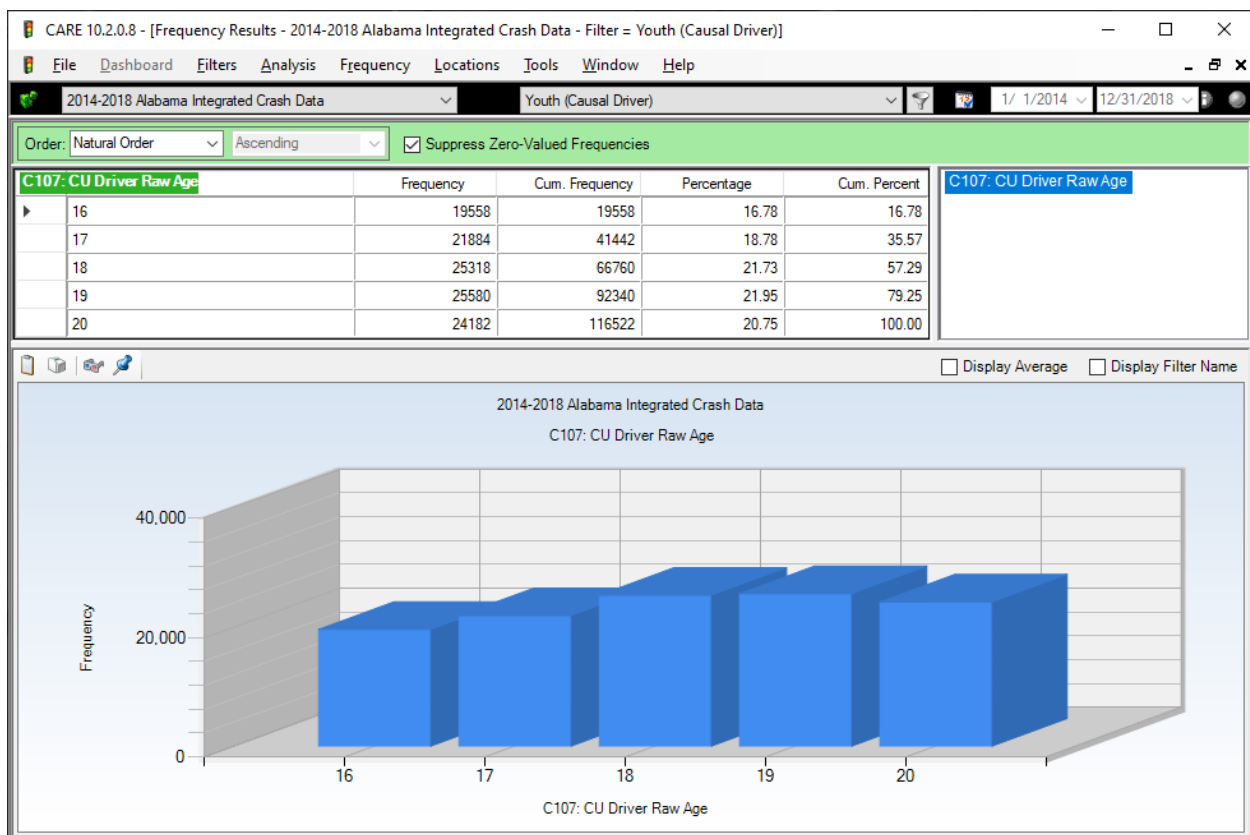 CARE 10.2.0.8 - [Frequency Results - 2014-2018 Alabama Integrated Crash Data - Filter = Youth (Causal Driver)]
File Dashboard Filters Analysis Frequency Locations Tools Window Help
2014-2018 Alabama Integrated Crash Data Youth (Causal Driver) 1/ 1/2014 12/31/2018
Order: Natural Order Ascending Suppress Zero-Valued Frequencies
C107: CU Driver Raw Age Frequency Cum. Frequency Percentage Cum. Percent C107: CU Driver Raw Age
16 19558 19558 16.78 16.78
17 21884 41442 18.78 35.57
18 25318 66760 21.73 57.29
19 25580 92340 21.95 79.25
20 24182 116522 20.75 100.00
Display Average Display Filter Name
2014-2018 Alabama Integrated Crash Data
C107: CU Driver Raw Age
40,000
20,000
0
Frequency
16 17 18 19 20
C107: CU Driver Raw Age